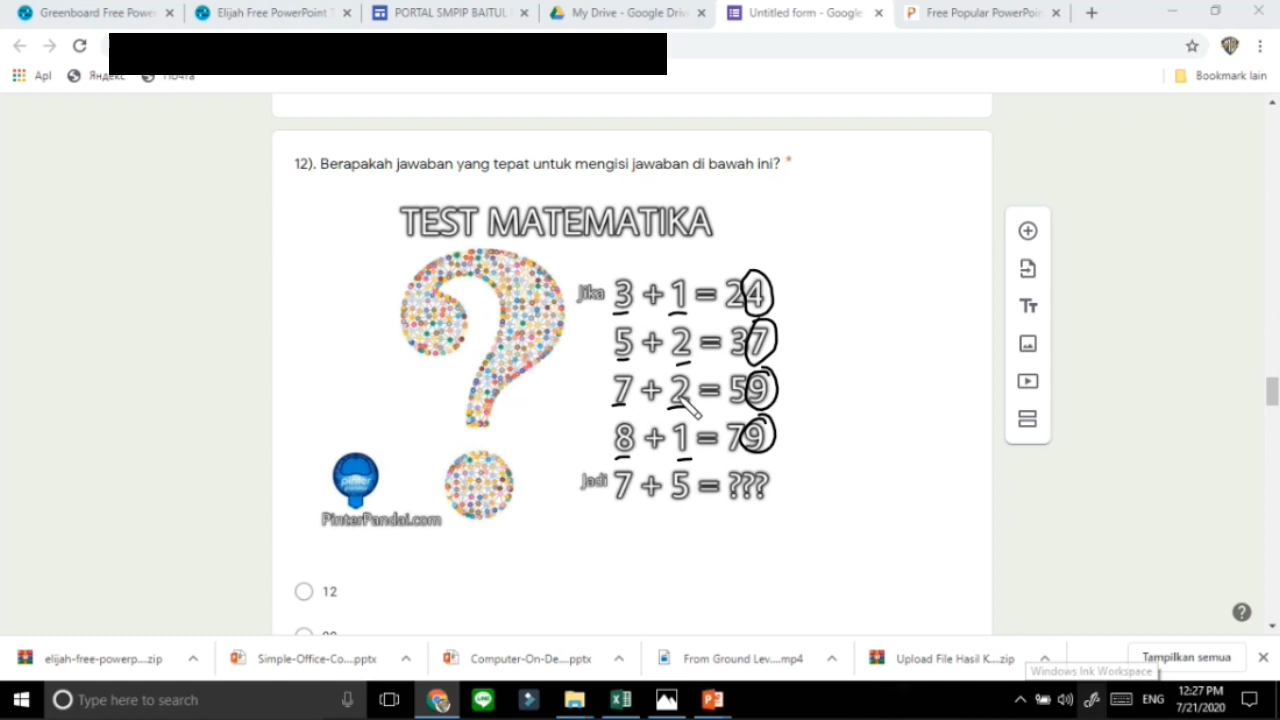 Greenboard Free Power
Elijah Free PowerPoint T
PORTAL SMPIP BAITUL
My Drive - Google Driv
Untitled form - Google
Free Popular PowerPoin
Apl
Яндекс
Почта
Bookmark lain
12). Berapakah jawaban yang tepat untuk mengisi jawaban di bawah ini? *
TEST MATEMATIKA
Jika 3 + 1 = 24
5 + 2 = 37
7 + 2 = 59
8 + 1 = 79
Jadi 7 + 5 = ???
pinter
PinterPandai.com
12
elijah-free-powerp....zip
Simple-Office-Co....pptx
Computer-On-De....pptx
From Ground Lev....mp4
Upload File Hasil K....zip
Tampilkan semua
Windows Ink Workspace
Type here to search
ENG
12:27 PM
7/21/2020